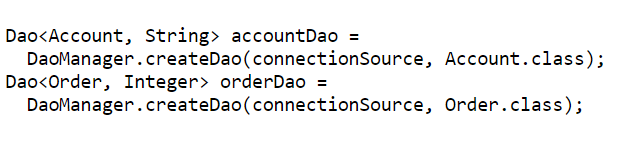 Dao<Account, String> accountDao =
  DaoManager.createDao(connectionSource, Account.class);
Dao<Order, Integer> orderDao =
  DaoManager.createDao(connectionSource, Order.class);